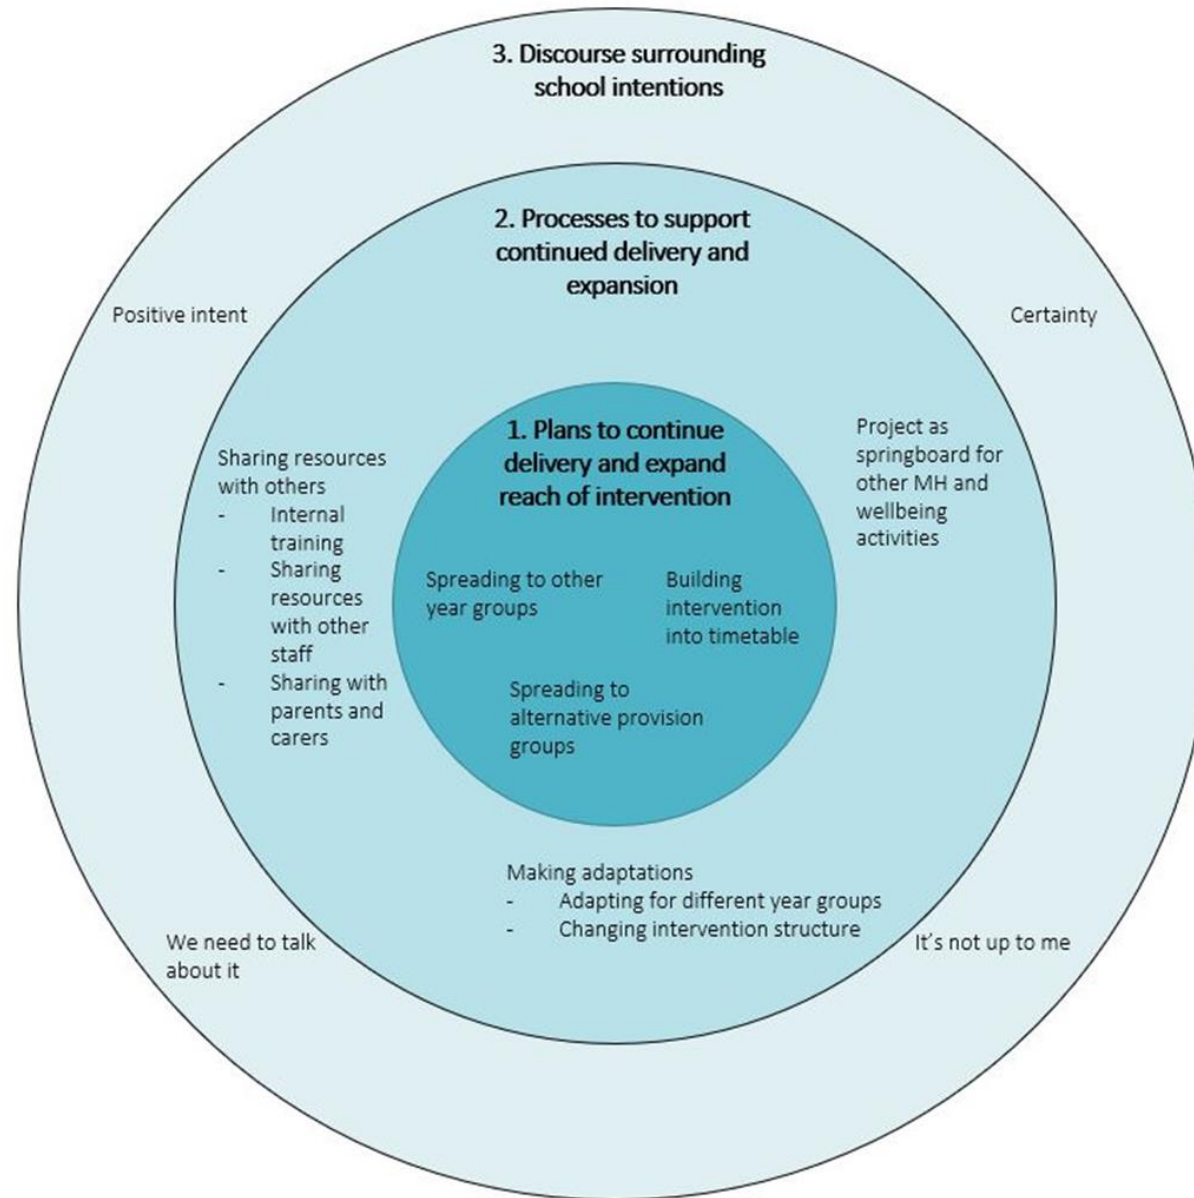 3. Discourse surrounding
school intentions
2. Processes to support
continued delivery and
expansion
Positive intent
Certainty
1. Plans to continue
delivery and expand
reach of intervention
Project as
springboard for
other MH and
wellbeing
activities
Sharing resources
with others
- Internal
training
- Sharing
resources
with other
staff
- Sharing with
parents and
carers
Spreading to other
year groups
Building
intervention
into timetable
Spreading to
alternative provision
groups
Making adaptations
- Adapting for different year groups
- Changing intervention structure
We need to talk
about it
It's not up to me